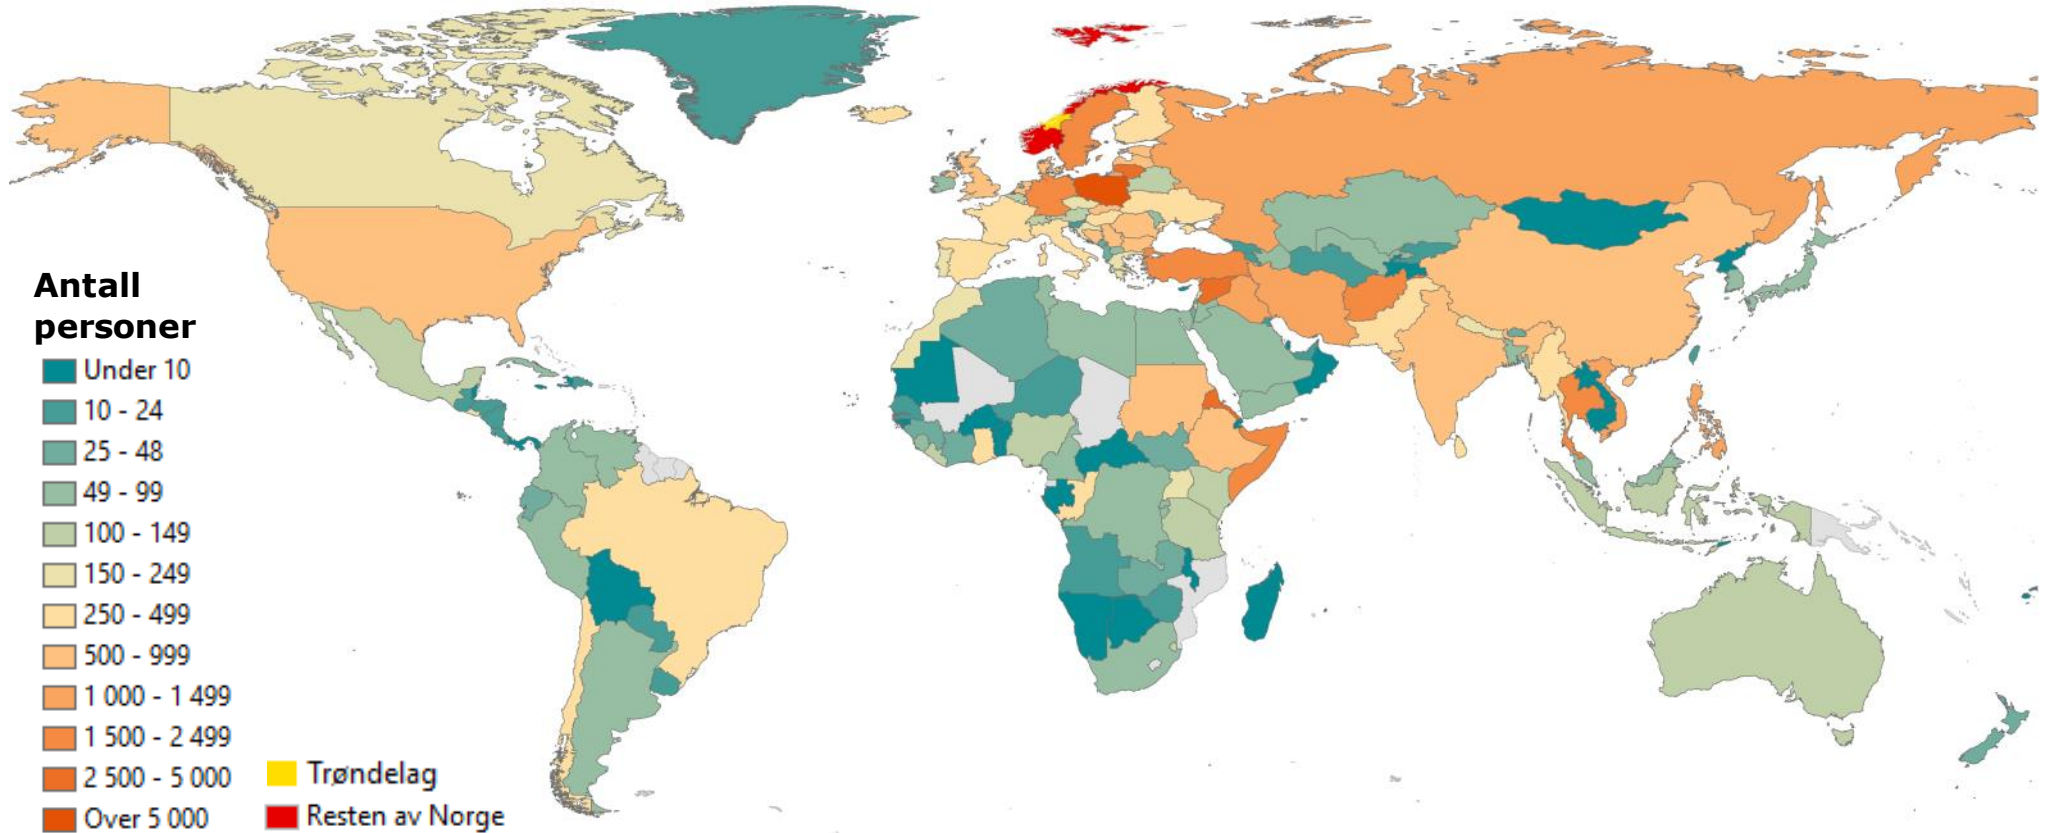 Antall
personer
Under 10
10 - 24
25 - 48
49 - 99
100 - 149
150 - 249
250 - 499
500 - 999
1 000 - 1 499
1 500 - 2 499
2 500 - 5 000
Over 5 000
Trøndelag
Resten av Norge